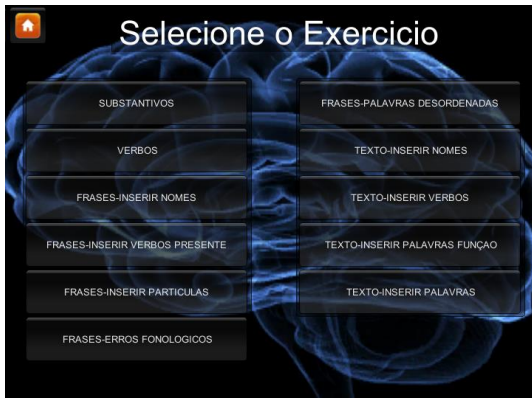 Selecione o Exercicio
SUBSTANTIVOS
VERBOS
FRASES-INSERIR NOMES
FRASES-INSERIR VERBOS PRESENTE
FRASES-INSERIR PARTICULAS
FRASES-ERROS FONOLOGICOS
FRASES-PALAVRAS DESORDENADAS
TEXTO-INSERIR NOMES
TEXTO-INSERIR VERBOS
TEXTO-INSERIR PALAVRAS FUNÇAO
TEXTO-INSERIR PALAVRAS